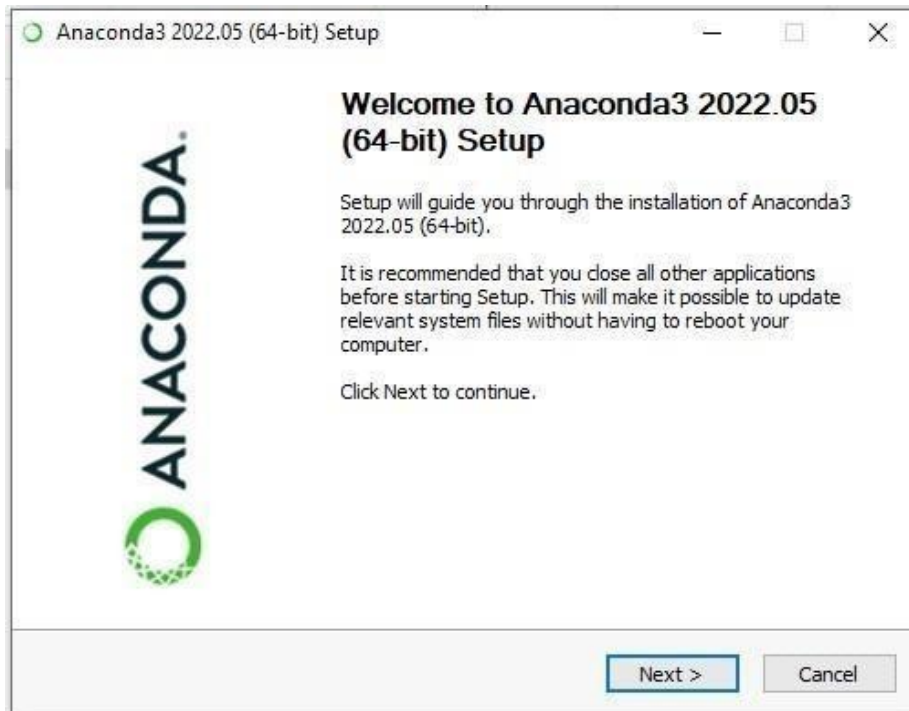 Anaconda3 2022.05 (64-bit) Setup
Welcome to Anaconda3 2022.05
(64-bit) Setup
Setup will guide you through the installation of Anaconda3
2022.05 (64-bit).
It is recommended that you close all other applications
before starting Setup. This will make it possible to update
relevant system files without having to reboot your
computer.
Click Next to continue.
ANACONDA.
Next >
Cancel